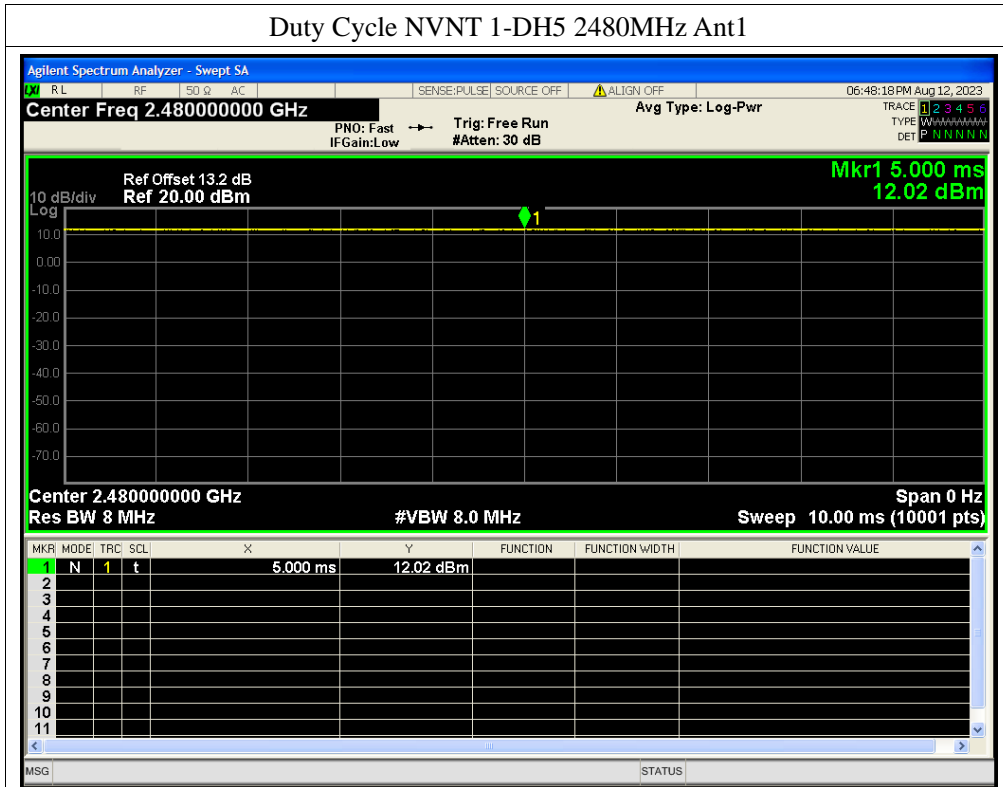 Duty Cycle NVNT 1-DH5 2480MHz Ant1
Agilent Spectrum Analyzer - Swept SA
LXI RL RF 50 Ω AC SENSE:PULSE SOURCE OFF ALIGN OFF 06:48:18 PM Aug 12, 2023
Center Freq 2.480000000 GHz
PNO: Fast
IFGain:Low
Trig: Free Run
#Atten: 30 dB
Avg Type: Log-Pwr
TRACE 1 2 3 4 5 6
TYPE WWWWWW
DET P N N N N N
Mkr1 5.000 ms
12.02 dBm
Ref Offset 13.2 dB
10 dB/div Ref 20.00 dBm
Log
1
10.0
0.00
-10.0
-20.0
-30.0
-40.0
-50.0
-60.0
-70.0
Center 2.480000000 GHz Span 0 Hz
Res BW 8 MHz #VBW 8.0 MHz Sweep 10.00 ms (10001 pts)
MKR MODE TRC SCL X Y FUNCTION FUNCTION WIDTH FUNCTION VALUE
1 N 1 t 5.000 ms 12.02 dBm
2
3
4
5
6
7
8
9
10
11
MSG STATUS